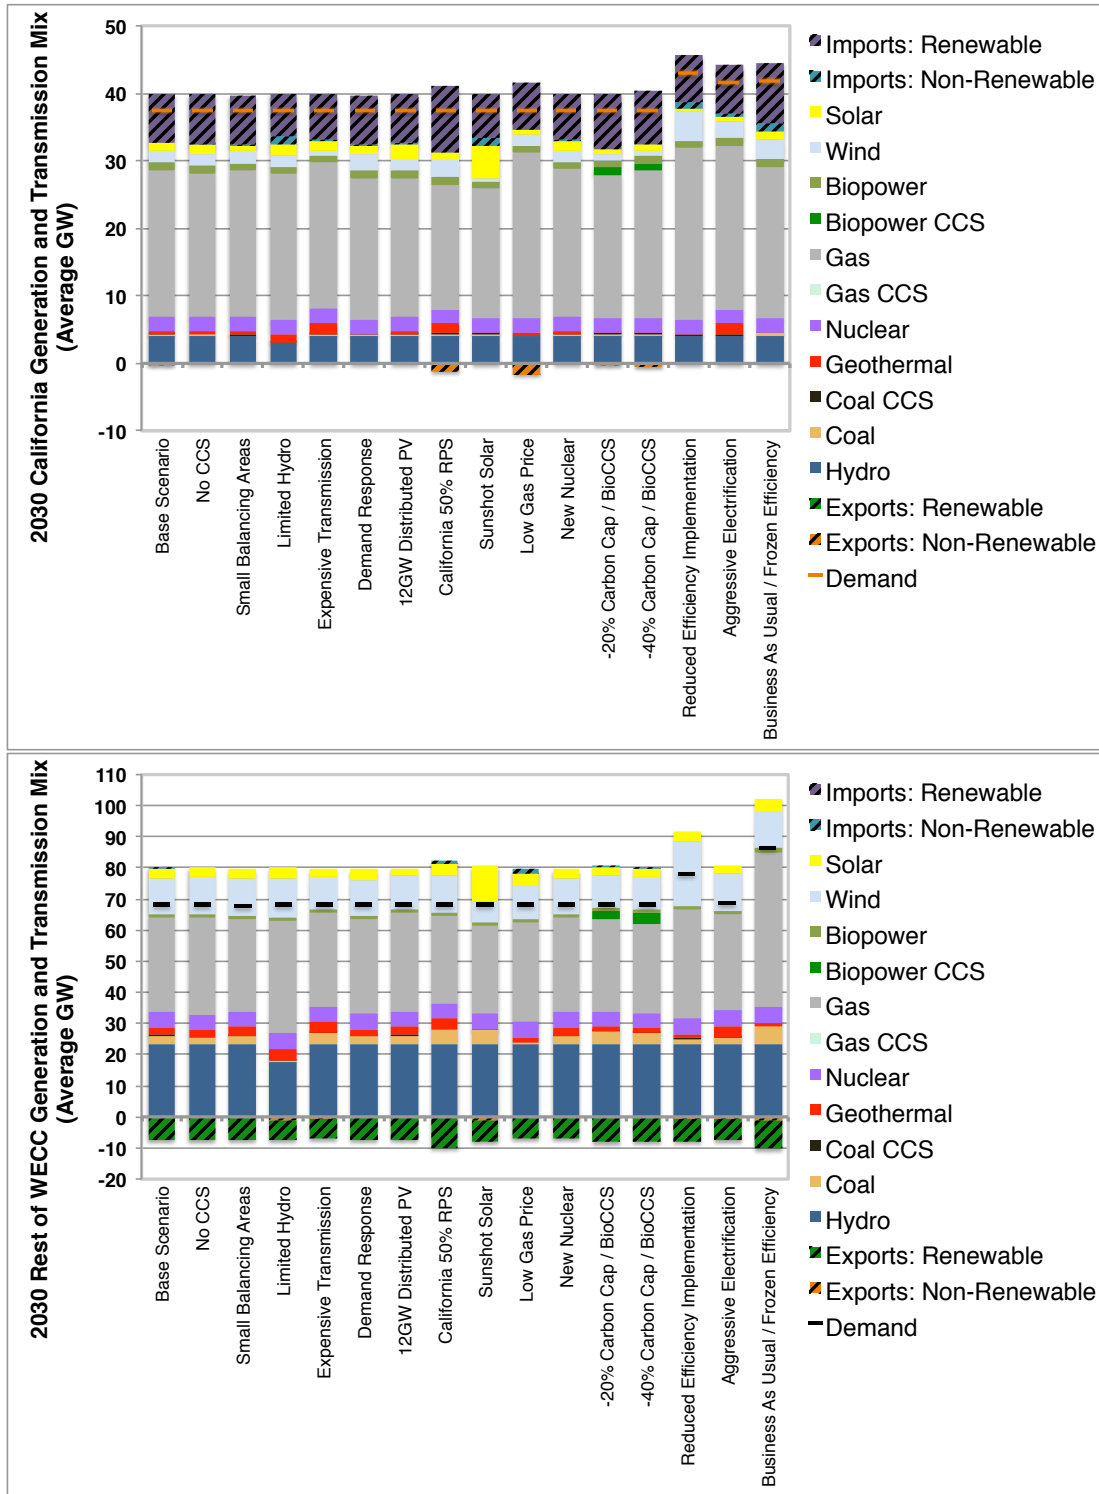 2030 California Generation and Transmission Mix
(Average GW)
50
40
30
20
10
0
-10
Base Scenario
No CCS
Small Balancing Areas
Limited Hydro
Expensive Transmission
Demand Response
12GW Distributed PV
California 50% RPS
Sunshot Solar
Low Gas Price
New Nuclear
-20% Carbon Cap / BioCCS
-40% Carbon Cap / BioCCS
Reduced Efficiency Implementation
Aggressive Electrification
Business As Usual / Frozen Efficiency
Imports: Renewable
Imports: Non-Renewable
Solar
Wind
Biopower
Biopower CCS
Gas
Gas CCS
Nuclear
Geothermal
Coal CCS
Coal
Hydro
Exports: Renewable
Exports: Non-Renewable
Demand
2030 Rest of WECC Generation and Transmission Mix
(Average GW)
110
100
90
80
70
60
50
40
30
20
10
0
-10
-20
Base Scenario
No CCS
Small Balancing Areas
Limited Hydro
Expensive Transmission
Demand Response
12GW Distributed PV
California 50% RPS
Sunshot Solar
Low Gas Price
New Nuclear
-20% Carbon Cap / BioCCS
-40% Carbon Cap / BioCCS
Reduced Efficiency Implementation
Aggressive Electrification
Business As Usual / Frozen Efficiency
Imports: Renewable
Imports: Non-Renewable
Solar
Wind
Biopower
Biopower CCS
Gas
Gas CCS
Nuclear
Geothermal
Coal CCS
Coal
Hydro
Exports: Renewable
Exports: Non-Renewable
Demand